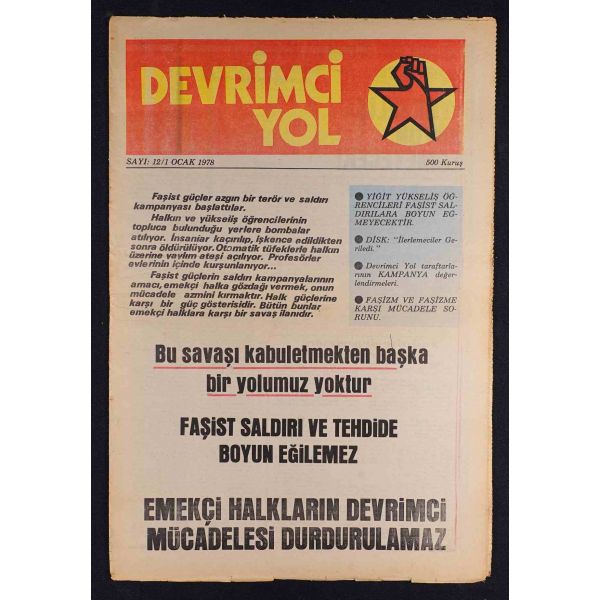 DEVRİMCİ
YOL
SAYI: 12/1 OCAK 1978
500 Kuruş
Faşist güçler azgın bir terör ve saldırı
kampanyası başlattılar.
Halkın ve yükseliş öğrencilerinin
topluca bulunduğu yerlere bombalar
atılıyor. İnsanlar kaçırılıp, işkence edildikten
sonra öldürülüyor. Otomatik tüfeklerle halkın
üzerine yaylım ateşi açılıyor. Profesörler
evlerinin içinde kurşunlanıyor...
Faşist güçlerin saldırı kampanyalarının
amacı, emekçi halka gözdağı vermek, onun
mücadele azmini kırmaktır. Halk güçlerine
karşı bir güç gösterisidir. Bütün bunlar
emekçi halklara karşı bir savaş ilanıdır.
● YİĞİT YÜKSELİŞ ÖĞ-
RENCİLERİ FAŞİST SAL-
DIRILARA BOYUN EĞ-
MEYECEKTİR.
● DİSK: "İlerlemeciler Ge-
riledi."
● Devrimci Yol taraftarla-
rının KAMPANYA değer-
lendirmeleri.
● FAŞİZM VE FAŞİZME
KARŞI MÜCADELE SO-
RUNU.
Bu savaşı kabuletmekten başka
bir yolumuz yoktur
FAŞİST SALDIRI VE TEHDİDE
BOYUN EĞİLEMEZ
EMEKÇİ HALKLARIN DEVRİMCİ
MÜCADELESİ DURDURULAMAZ